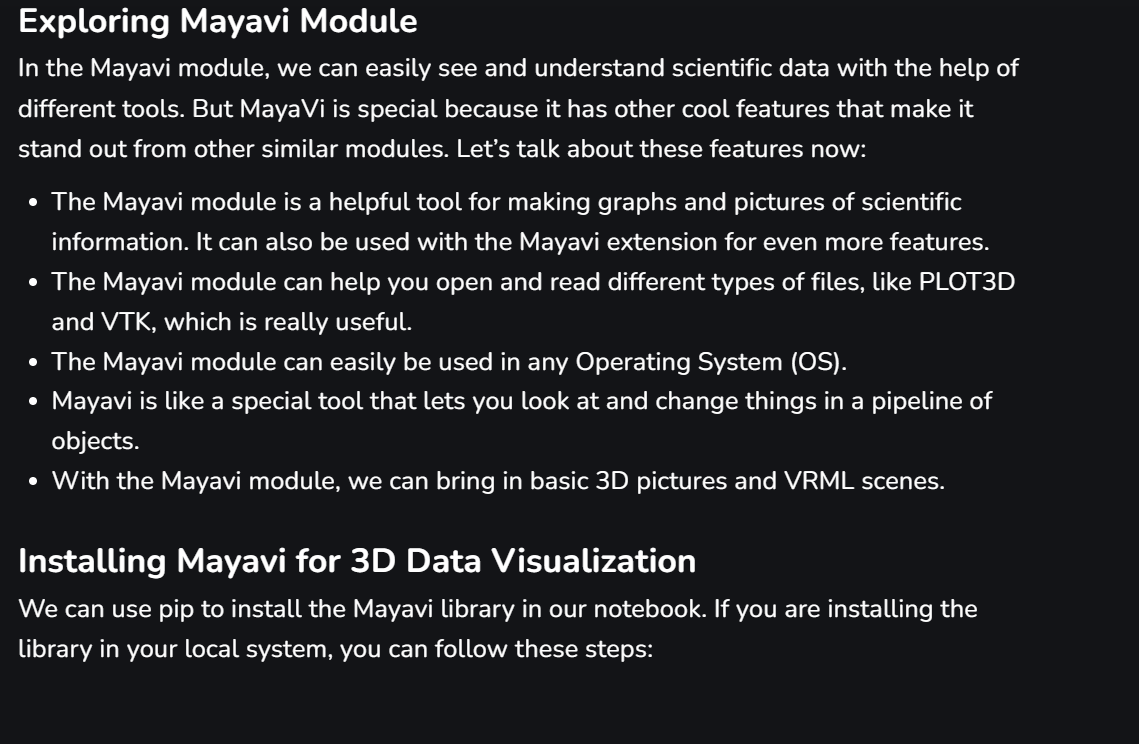 Exploring Mayavi Module
In the Mayavi module, we can easily see and understand scientific data with the help of
different tools. But MayaVi is special because it has other cool features that make it
stand out from other similar modules. Let’s talk about these features now:
• The Mayavi module is a helpful tool for making graphs and pictures of scientific
information. It can also be used with the Mayavi extension for even more features.
• The Mayavi module can help you open and read different types of files, like PLOT3D
and VTK, which is really useful.
• The Mayavi module can easily be used in any Operating System (OS).
• Mayavi is like a special tool that lets you look at and change things in a pipeline of
objects.
• With the Mayavi module, we can bring in basic 3D pictures and VRML scenes.
Installing Mayavi for 3D Data Visualization
We can use pip to install the Mayavi library in our notebook. If you are installing the
library in your local system, you can follow these steps: